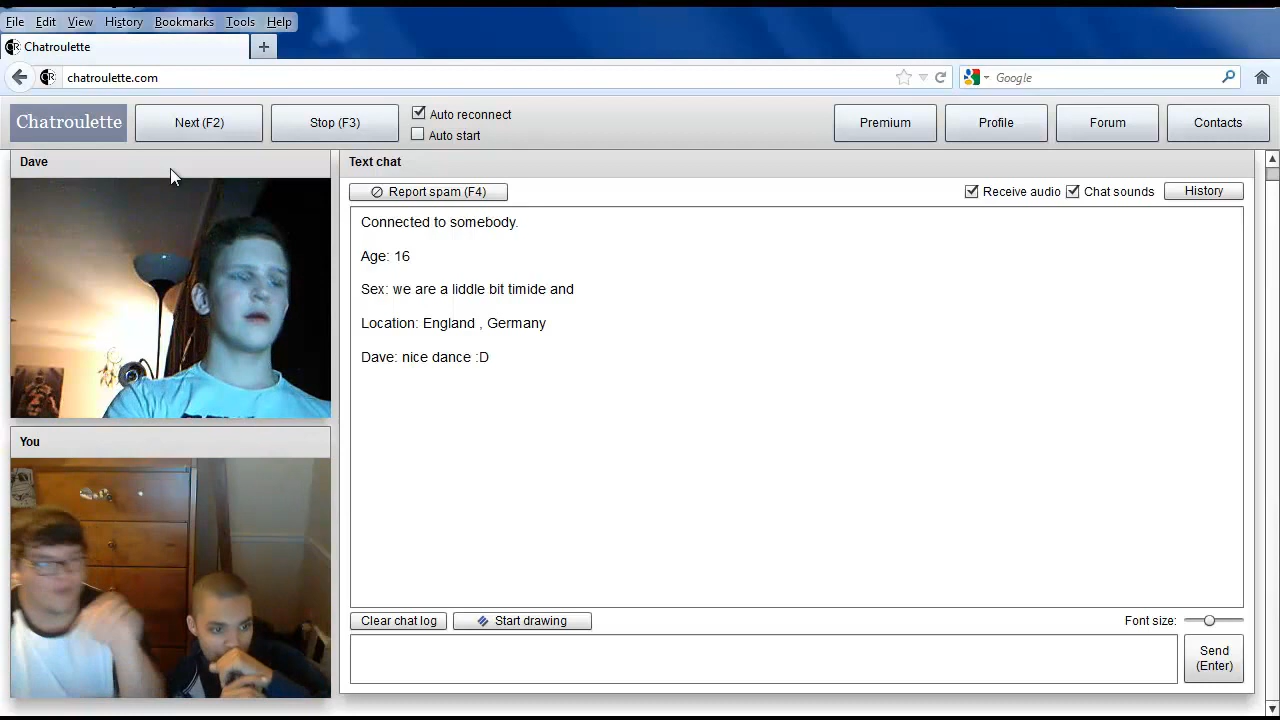 File Edit View History Bookmarks Tools Help
Chatroulette
chatroulette.com
Google
Chatroulette
Next (F2)
Stop (F3)
Auto reconnect
Auto start
Premium
Profile
Forum
Contacts
Dave
Text chat
Report spam (F4)
Receive audio
Chat sounds
History
Connected to somebody.
Age: 16
Sex: we are a liddle bit timide and
Location: England , Germany
Dave: nice dance :D
You
Clear chat log
Start drawing
Font size:
Send
(Enter)